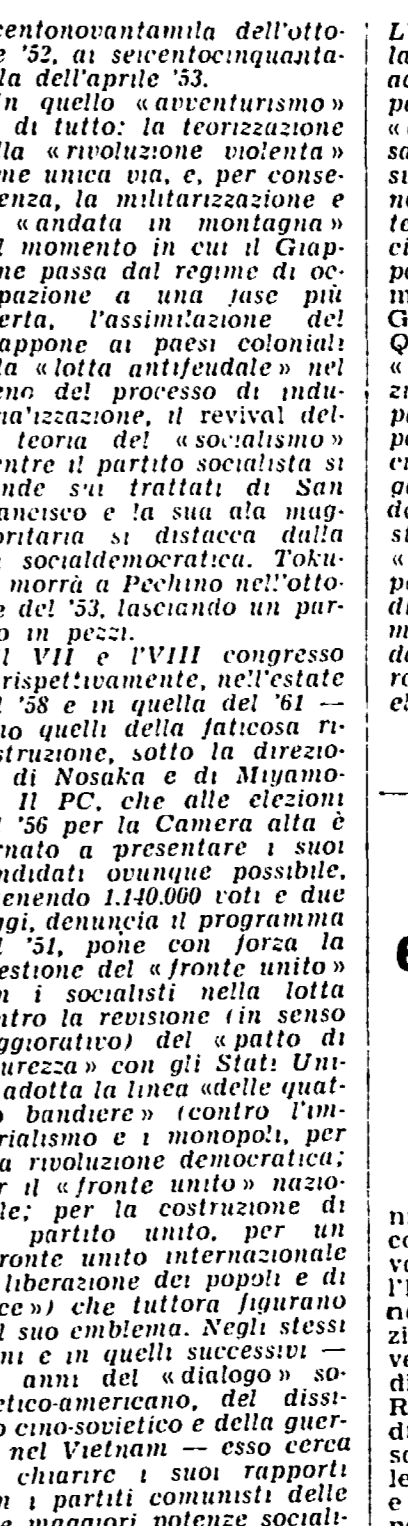 centonovantamila dell'otto-
e '52, ai seicentocinquanta-
la dell'aprile '53.
In quello «avventurismo»
di tutto: la teorizzazione
lla «rivoluzione violenta»
me unica via, e, per conse-
enza, la militarizzazione e
«andata in montagna»
l momento in cui il Giap-
ne passa dal regime di oc-
pazione a una fase più
erta, l'assimilazione del
appone ai paesi coloniali
la «lotta antifeudale» nel
eno del processo di indu-
ria'izzazione, il revival del-
teoria del «socialismo»
entre il partito socialista si
ende sui trattati di San
ancisco e la sua ala mag-
oritaria si distacca dalla
socialdemocratica. Toku-
morrà a Pechino nell'otto-
e del '53, lasciando un par-
o in pezzi.
Il VII e l'VIII congresso
rispettivamente, nell'estate
l '58 e in quella del '61 —
no quelli della faticosa ri-
struzione, sotto la direzio-
di Nosaka e di Miyamo-
Il PC, che alle elezioni
l '56 per la Camera alta è
rnato a presentare i suoi
andidati ovunque possibile,
enendo 1.140.000 voti e due
ggi, denuncia il programma
l '51, pone con forza la
estione del «fronte unito»
n i socialisti nella lotta
ntro la revisione (in senso
aggiorativo) del «patto di
urezza» con gli Stati Uni-
adotta la linea «delle quat-
o bandiere» (contro l'im-
rialismo e i monopoli, per
a rivoluzione democratica;
r il «fronte unito» nazio-
le; per la costruzione di
partito unito, per un
ronte unito internazionale
liberazione dei popoli e di
ce») che tuttora figurano
l suo emblema. Negli stessi
ni e in quelli successivi —
anni del «dialogo» so-
etico-americano, del dissi-
o cino-sovietico e della guer-
nel Vietnam — esso cerca
chiarire i suoi rapporti
n i partiti comunisti delle
e maggiori potenze sociali-